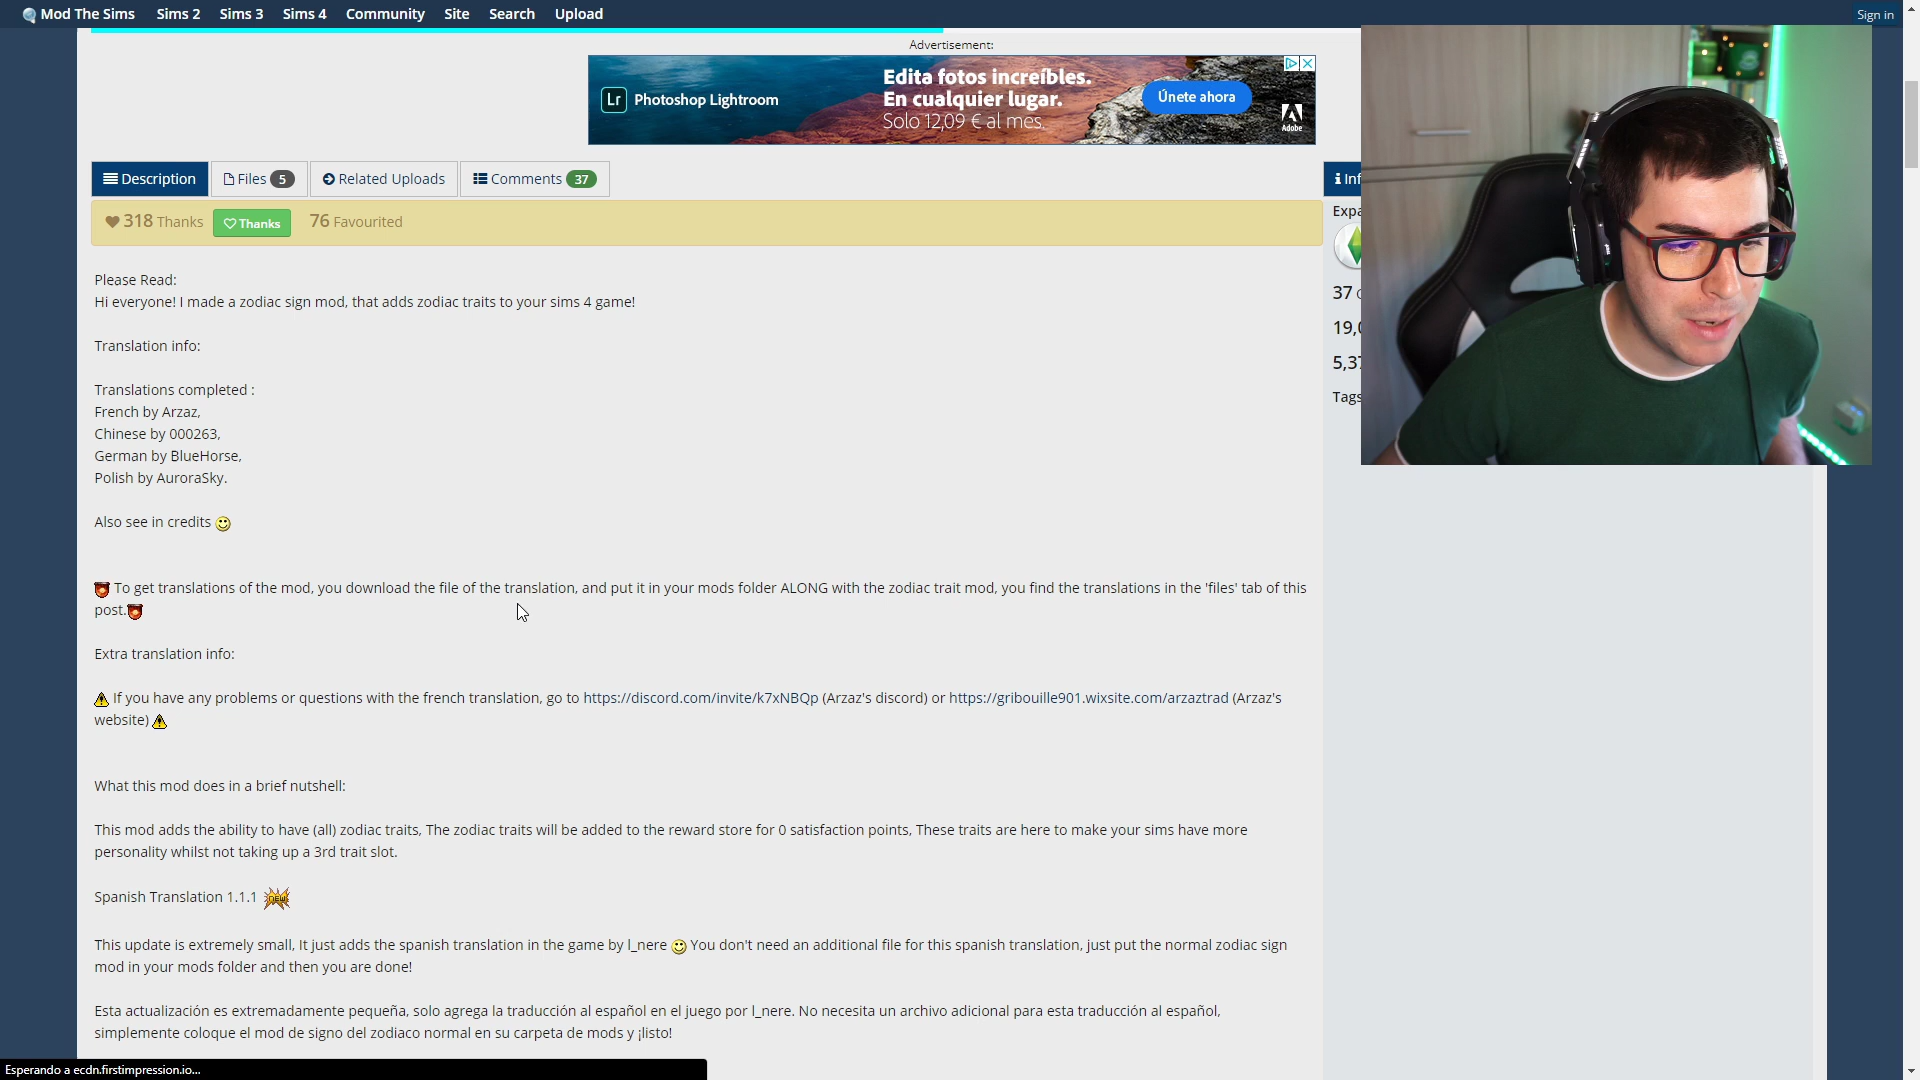 Mod The Sims Sims 2 Sims 3 Sims 4 Community Site Search Upload Sign in
Advertisement:
Lr Photoshop Lightroom
Edita fotos increíbles.
En cualquier lugar.
Solo 12,09 € al mes.
Únete ahora
Adobe
Description Files 5 Related Uploads Comments 37
318 Thanks Thanks 76 Favourited
Please Read:
Hi everyone! I made a zodiac sign mod, that adds zodiac traits to your sims 4 game!
Translation info:
Translations completed :
French by Arzaz,
Chinese by 000263,
German by BlueHorse,
Polish by AuroraSky.
Also see in credits
To get translations of the mod, you download the file of the translation, and put it in your mods folder ALONG with the zodiac trait mod, you find the translations in the 'files' tab of this
post.
Extra translation info:
If you have any problems or questions with the french translation, go to https://discord.com/invite/k7xNBQp (Arzaz's discord) or https://gribouille901.wixsite.com/arzaztrad (Arzaz's
website)
What this mod does in a brief nutshell:
This mod adds the ability to have (all) zodiac traits, The zodiac traits will be added to the reward store for 0 satisfaction points, These traits are here to make your sims have more
personality whilst not taking up a 3rd trait slot.
Spanish Translation 1.1.1 NEW
This update is extremely small, It just adds the spanish translation in the game by l_nere You don't need an additional file for this spanish translation, just put the normal zodiac sign
mod in your mods folder and then you are done!
Esta actualización es extremadamente pequeña, solo agrega la traducción al español en el juego por l_nere. No necesita un archivo adicional para esta traducción al español,
simplemente coloque el mod de signo del zodiaco normal en su carpeta de mods y ¡listo!
Inf
Expa
37
19,0
5,37
Tags
Esperando a ecdn.firstimpression.io...